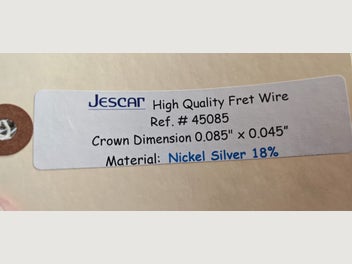 JESCAR High Quality Fret Wire
Ref. # 45085
Crown Dimension 0.085" x 0.045"
Material: Nickel Silver 18%